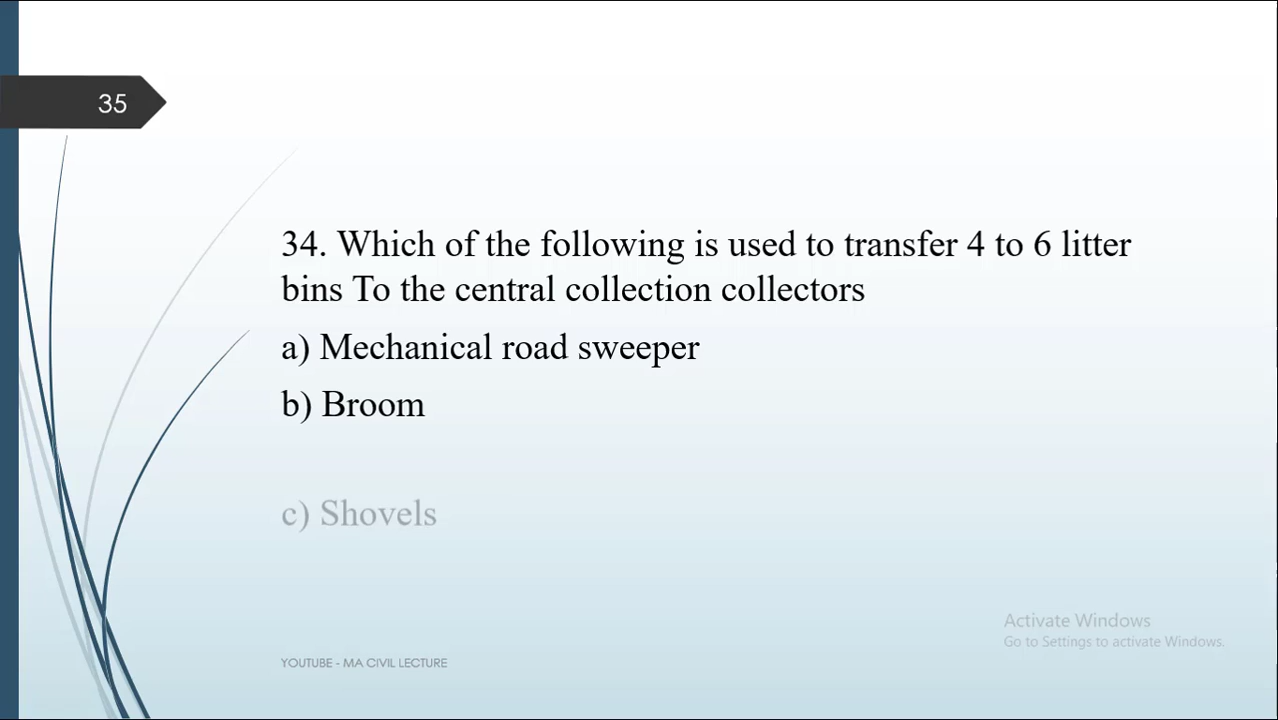 35
34. Which of the following is used to transfer 4 to 6 litter
bins To the central collection collectors
a) Mechanical road sweeper
b) Broom
c) Shovels
Activate Windows
Go to Settings to activate Windows.
YOUTUBE - MA CIVIL LECTURE